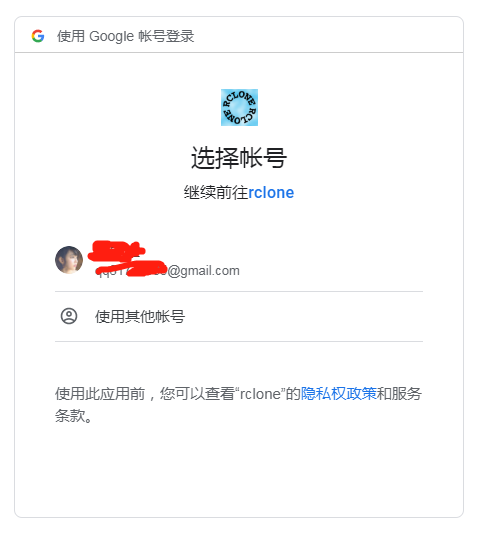 使用 Google 帐号登录
RCLONE RCLONE
选择帐号
继续前往rclone
@gmail.com
使用其他帐号
使用此应用前，您可以查看“rclone”的隐私权政策和服务
条款。